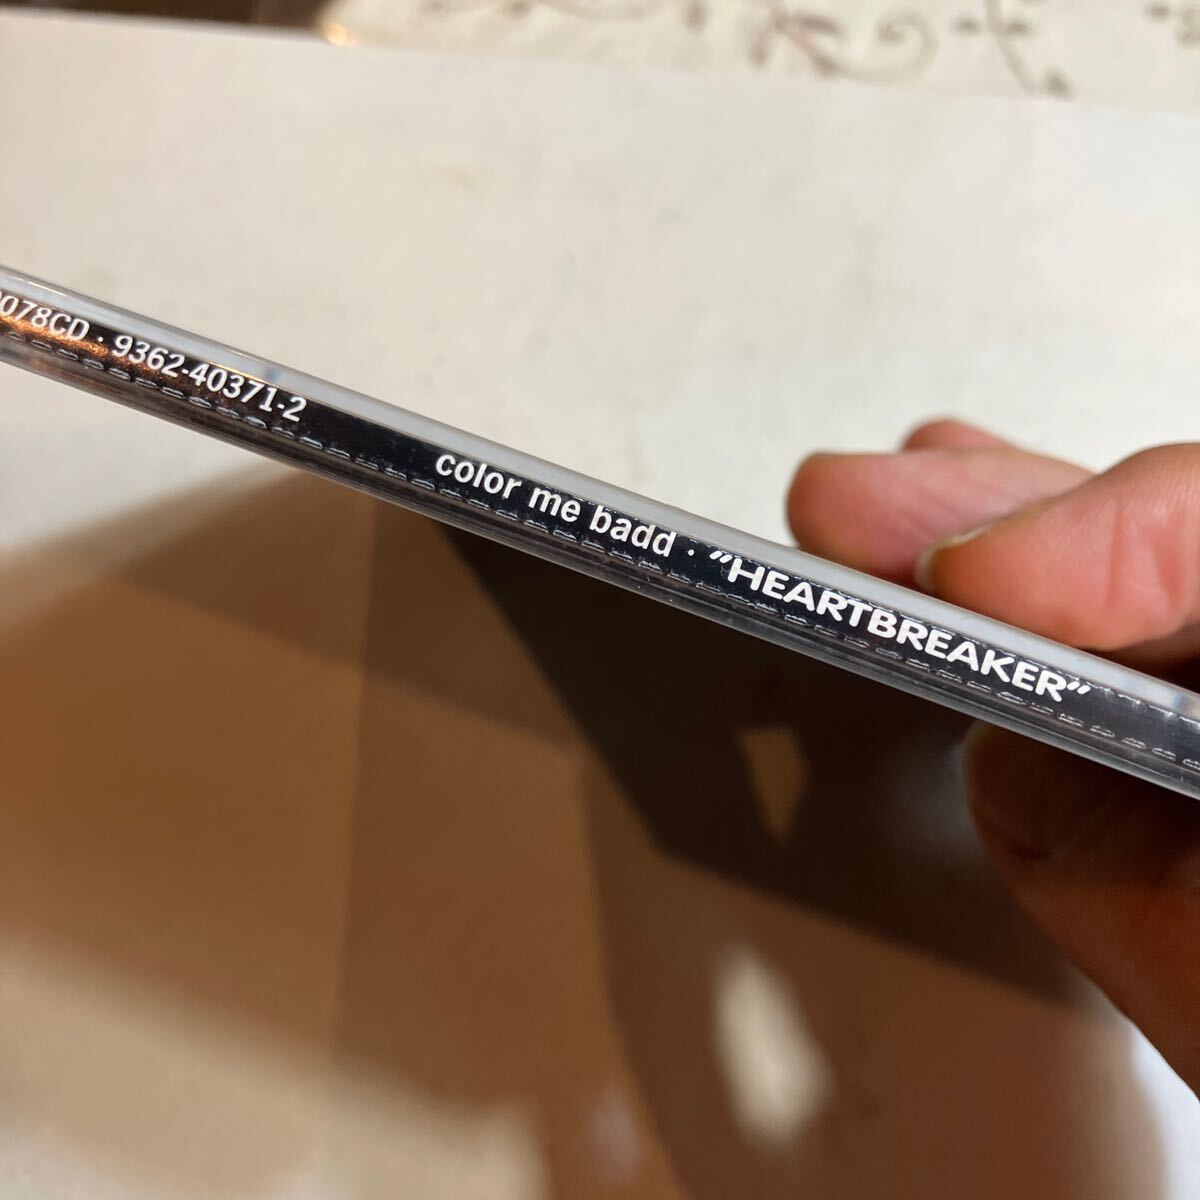 078CD · 9362-40371-2 color me badd · “HEARTBREAKER”